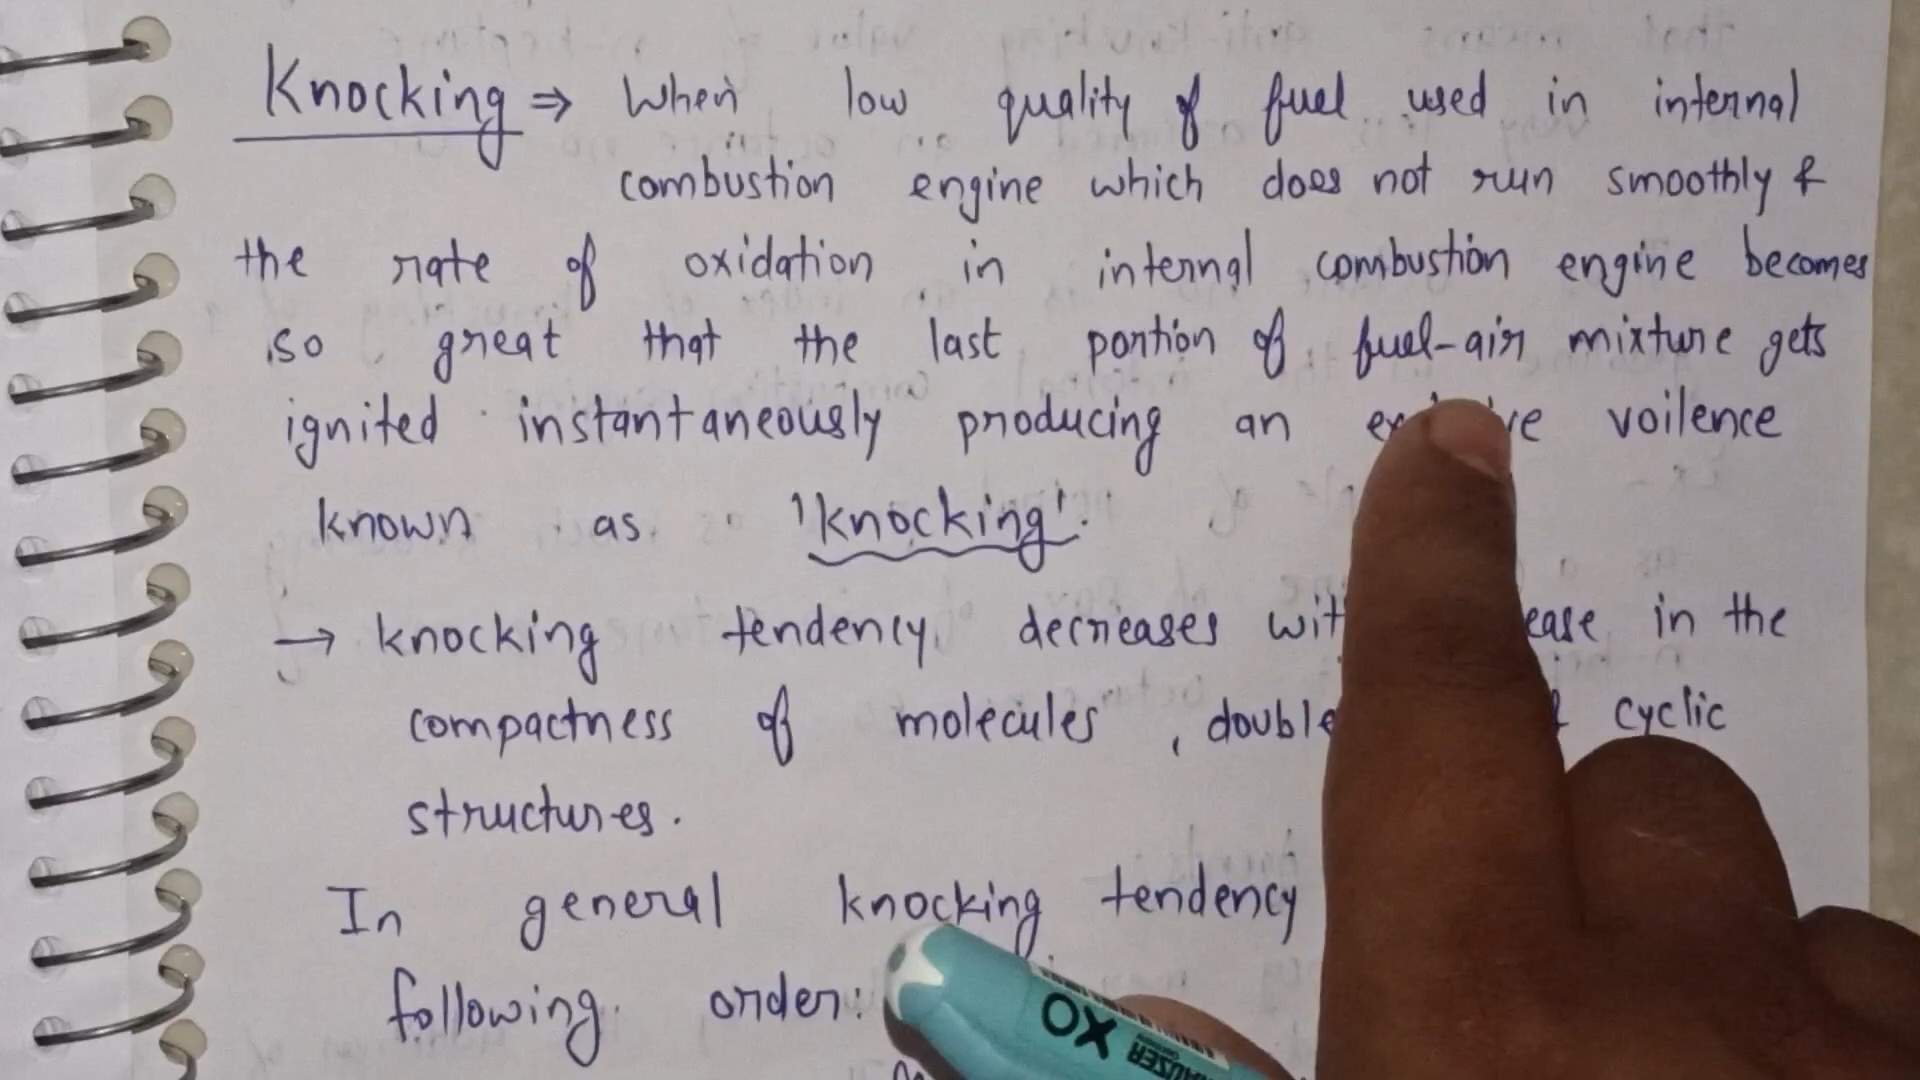 Knocking ⇒ When low quality of fuel used in internal
combustion engine which does not run smoothly &
the rate of oxidation in internal combustion engine becomes
so great that the last portion of fuel-air mixture gets
ignited instantaneously producing an voilence
known as 'knocking'.
→ knocking tendency decreases in the
compactness of molecules, double cyclic
structures.
In general knocking tendency
following order:
XO